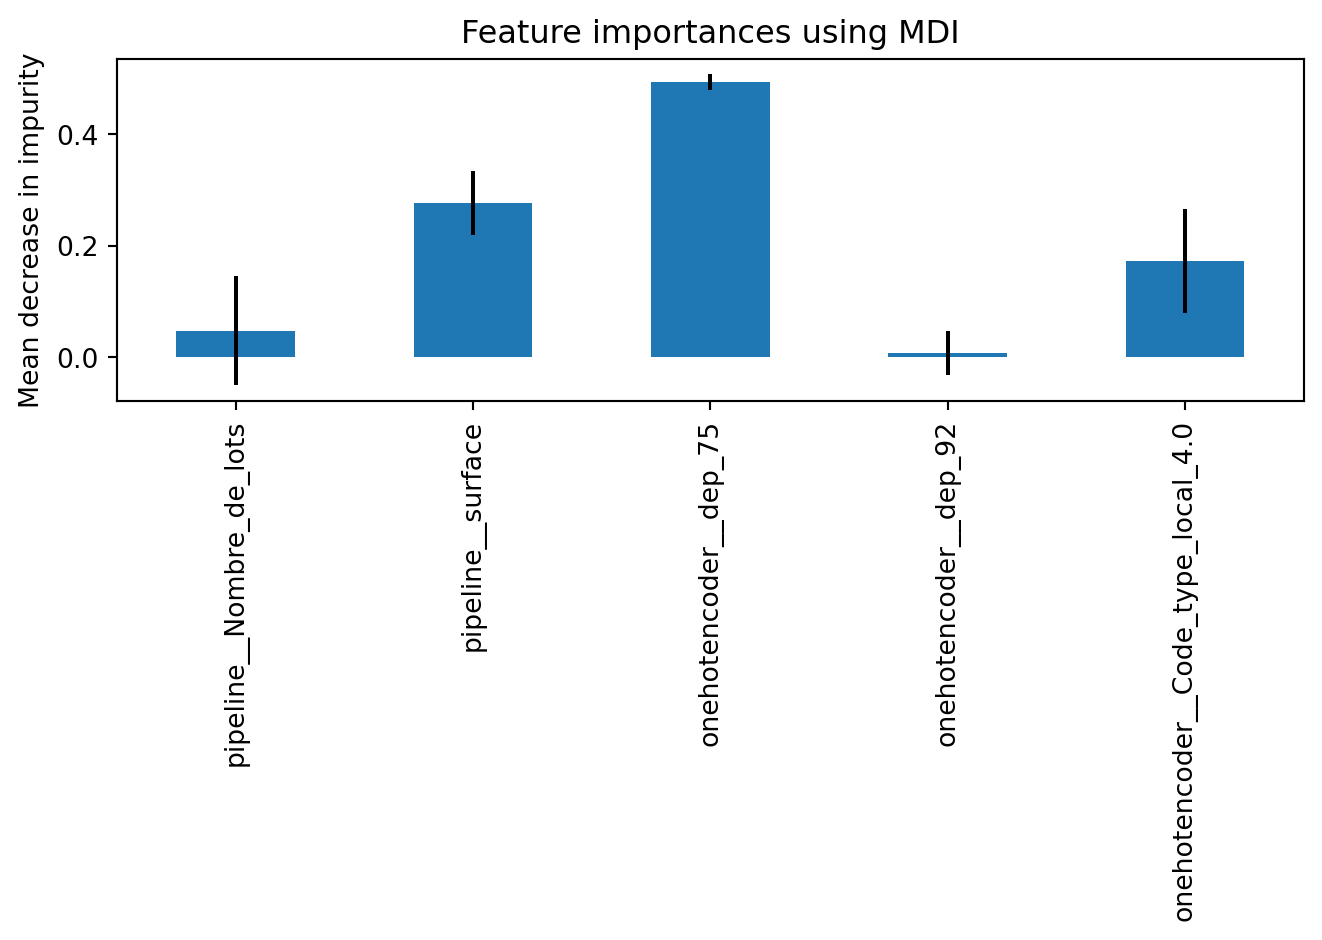 Feature importances using MDI
Mean decrease in impurity
0.4
0.2
0.0
pipeline__Nombre_de_lots
pipeline__surface
onehotencoder__dep_75
onehotencoder__dep_92
onehotencoder__Code_type_local_4.0